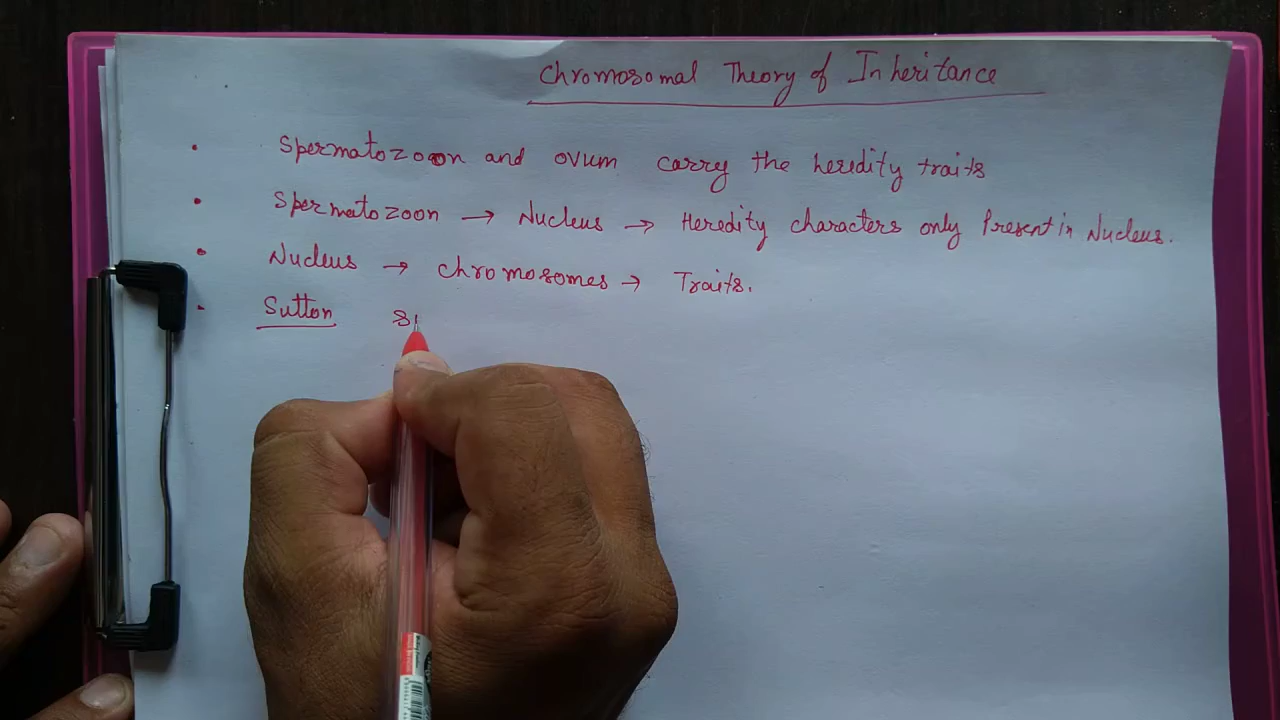 Chromosomal Theory of Inheritance
• Spermatozoon and ovum carry the heredity traits
• Spermatozoon → Nucleus → Heredity characters only Present in Nucleus.
• Nucleus → chromosomes → Traits.
• Sutton